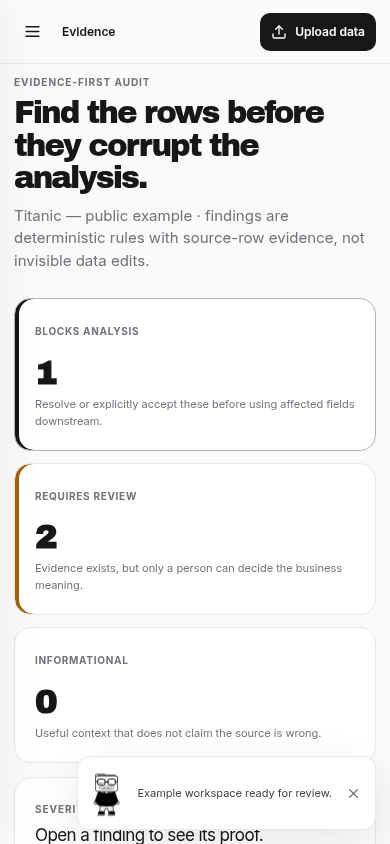 Evidence
Upload data
EVIDENCE-FIRST AUDIT
Find the rows before
they corrupt the
analysis.
Titanic — public example · findings are
deterministic rules with source-row evidence, not
invisible data edits.
BLOCKS ANALYSIS
1
Resolve or explicitly accept these before using affected fields
downstream.
REQUIRES REVIEW
2
Evidence exists, but only a person can decide the business
meaning.
INFORMATIONAL
0
Useful context that does not claim the source is wrong.
Example workspace ready for review.
Open a finding to see its proof.